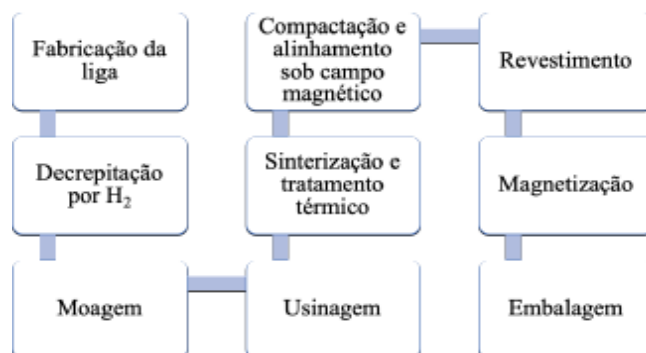 Fabricação da
liga
Decrepitação
por H₂
Moagem
Compactação e
alinhamento
sob campo
magnético
Sinterização e
tratamento
térmico
Usinagem
Revestimento
Magnetização
Embalagem